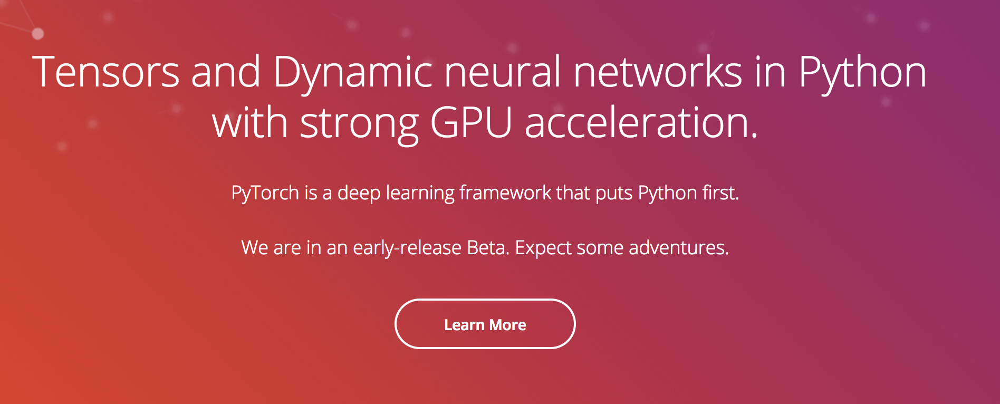 Tensors and Dynamic neural networks in Python
with strong GPU acceleration.
PyTorch is a deep learning framework that puts Python first.
We are in an early-release Beta. Expect some adventures.
Learn More